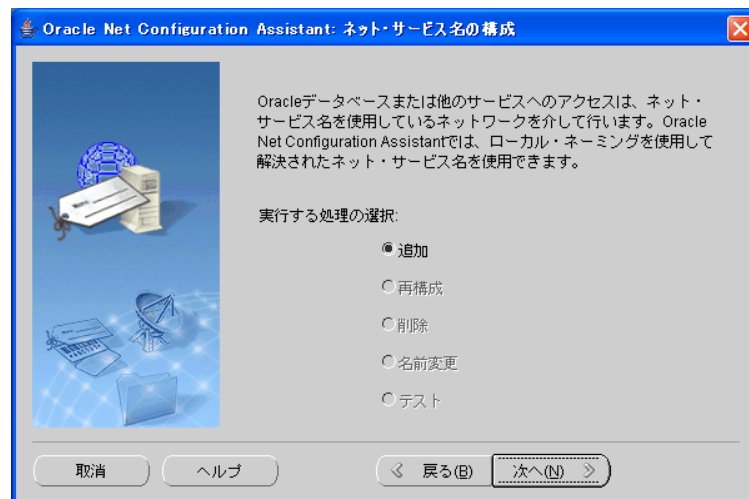 Oracle Net Configuration Assistant: ネット・サービス名の構成
Oracleデータベースまたは他のサービスへのアクセスは、ネット・
サービス名を使用しているネットワークを介して行います。Oracle
Net Configuration Assistantでは、ローカル・ネーミングを使用して
解決されたネット・サービス名を使用できます。
実行する処理の選択:
追加
再構成
削除
名前変更
テスト
取消
ヘルプ
戻る(B)
次へ(N)